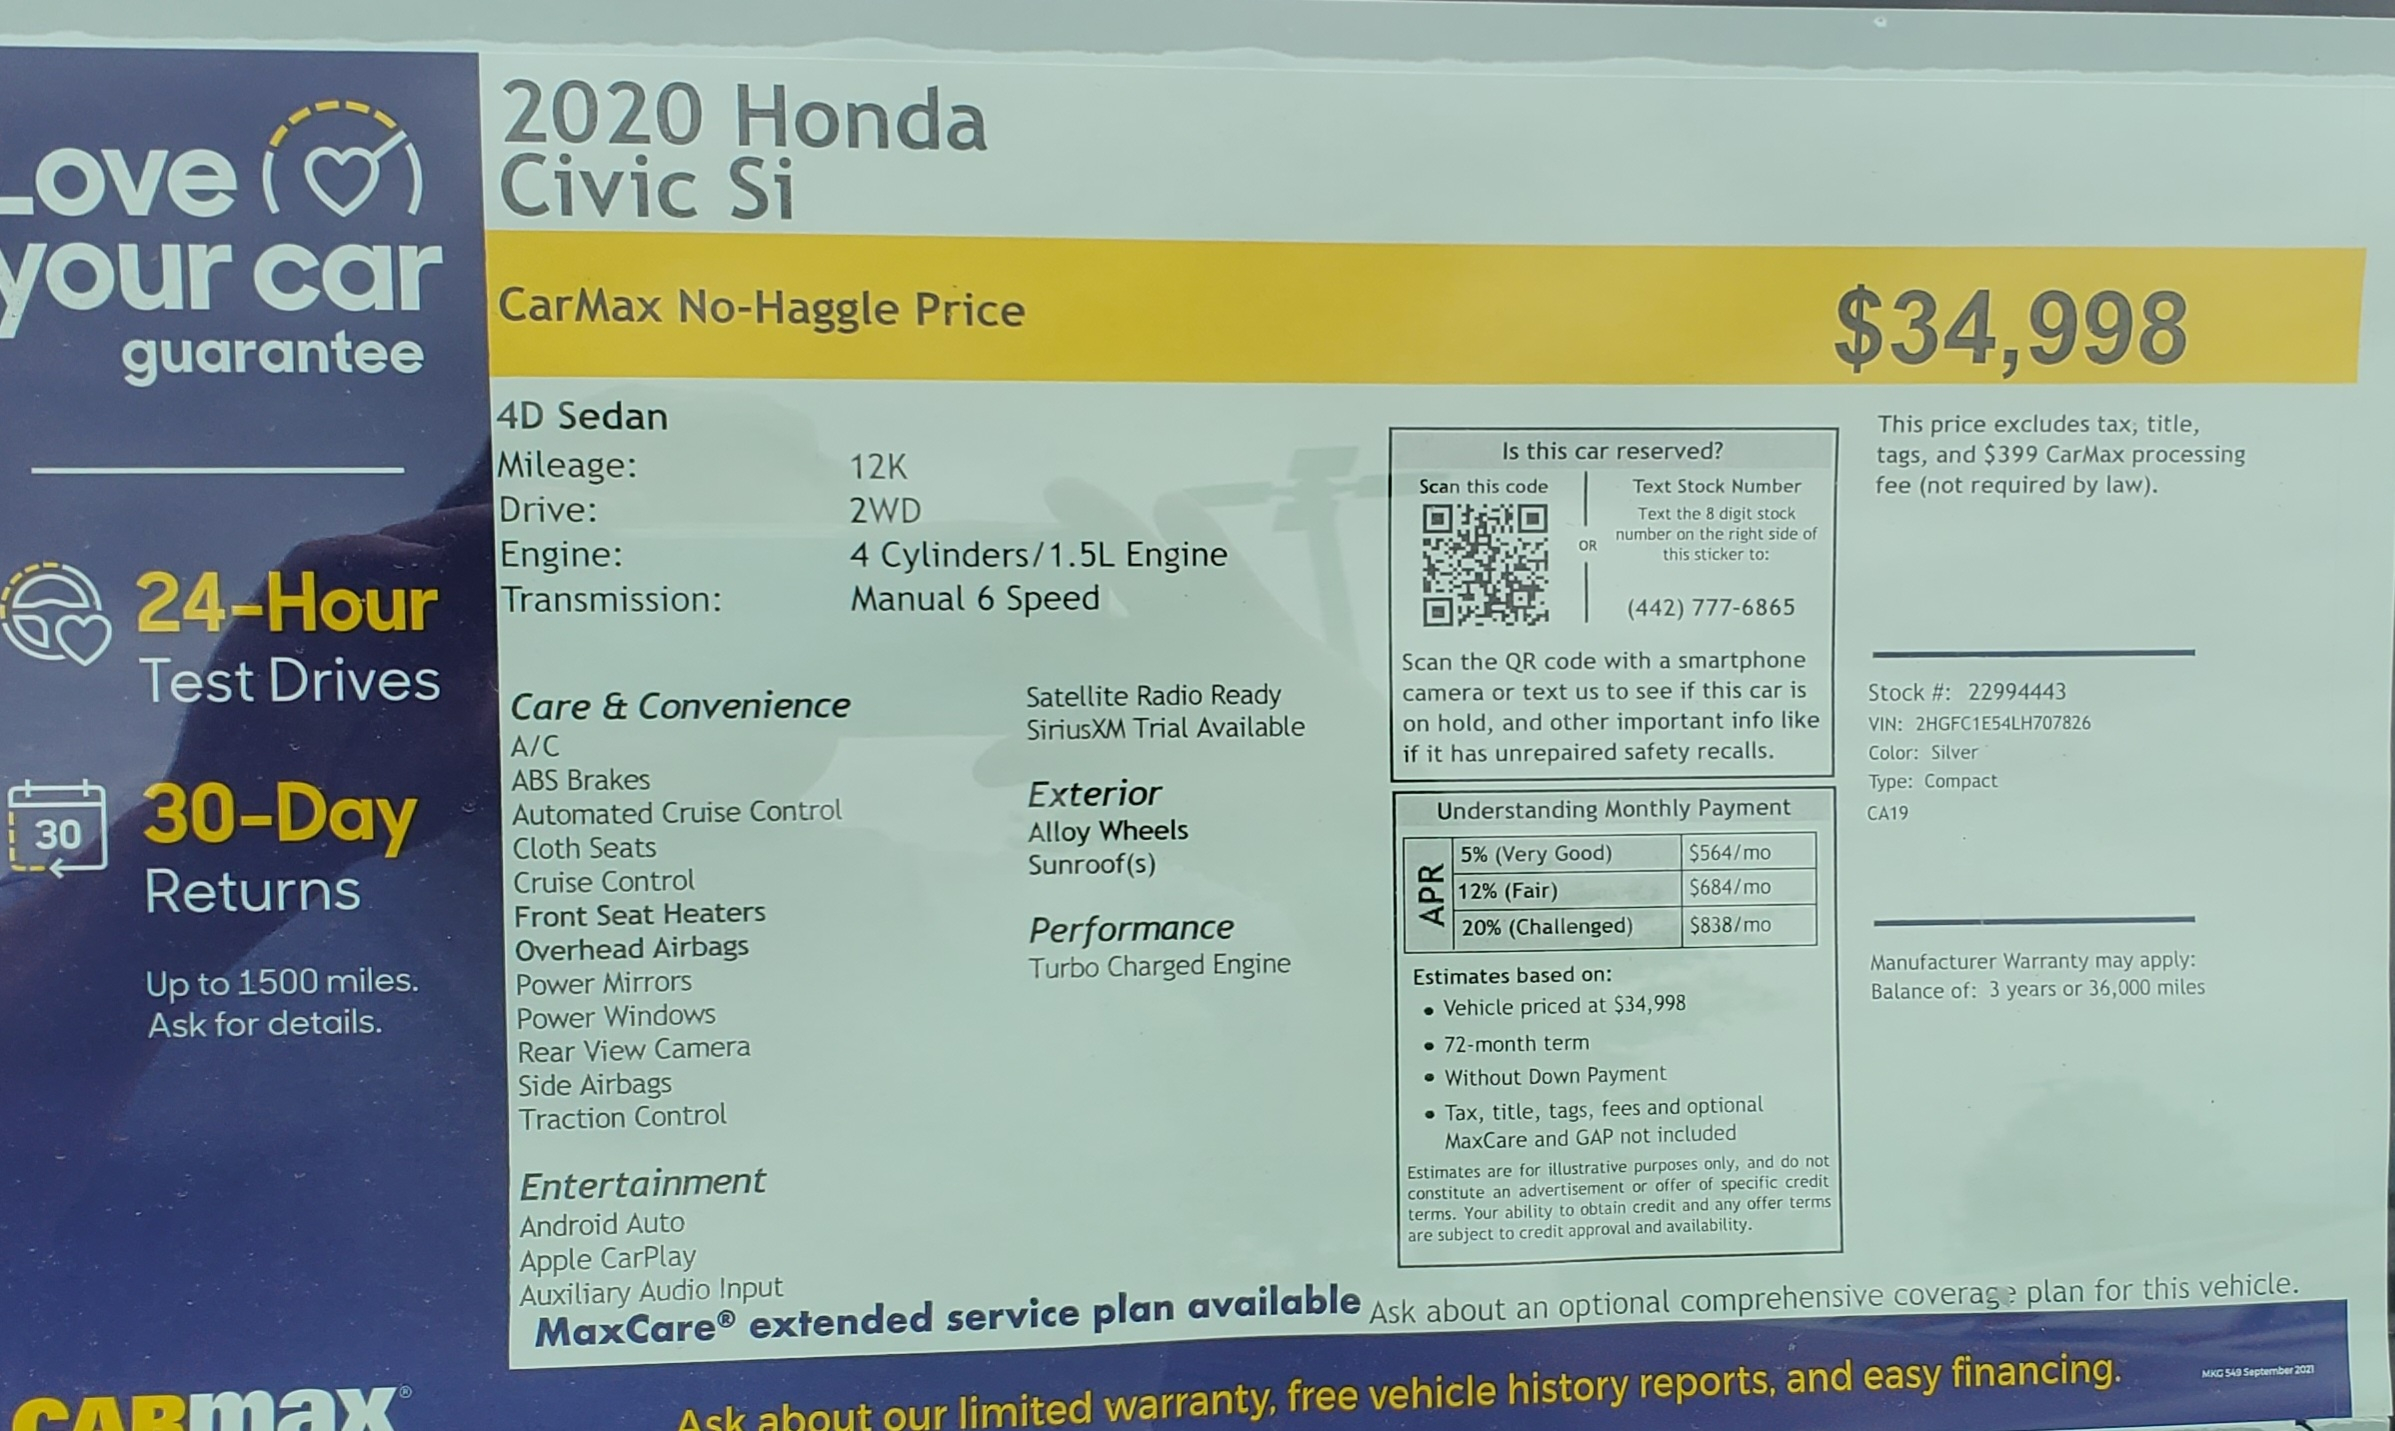 Love
your car
guarantee
24-Hour
Test Drives
30
30-Day
Returns
Up to 1500 miles.
Ask for details.
CARMAX®
2020 Honda
Civic Si
CarMax No-Haggle Price
$34,998
4D Sedan
Mileage: 12K
Drive: 2WD
Engine: 4 Cylinders/1.5L Engine
Transmission: Manual 6 Speed
Care & Convenience
A/C
ABS Brakes
Automated Cruise Control
Cloth Seats
Cruise Control
Front Seat Heaters
Overhead Airbags
Power Mirrors
Power Windows
Rear View Camera
Side Airbags
Traction Control
Entertainment
Android Auto
Apple CarPlay
Auxiliary Audio Input
Satellite Radio Ready
SiriusXM Trial Available
Exterior
Alloy Wheels
Sunroof(s)
Performance
Turbo Charged Engine
Is this car reserved?
Scan this code
OR
Text Stock Number
Text the 8 digit stock
number on the right side of
this sticker to:
(442) 777-6865
Scan the QR code with a smartphone
camera or text us to see if this car is
on hold, and other important info like
if it has unrepaired safety recalls.
Understanding Monthly Payment
APR
5% (Very Good) $564/mo
12% (Fair) $684/mo
20% (Challenged) $838/mo
Estimates based on:
• Vehicle priced at $34,998
• 72-month term
• Without Down Payment
• Tax, title, tags, fees and optional
MaxCare and GAP not included
Estimates are for illustrative purposes only, and do not
constitute an advertisement or offer of specific credit
terms. Your ability to obtain credit and any offer terms
are subject to credit approval and availability.
This price excludes tax, title,
tags, and $399 CarMax processing
fee (not required by law).
Stock #: 22994443
VIN: 2HGFC1E54LH707826
Color: Silver
Type: Compact
CA19
Manufacturer Warranty may apply:
Balance of: 3 years or 36,000 miles
MaxCare® extended service plan available Ask about an optional comprehensive coverage plan for this vehicle.
Ask about our limited warranty, free vehicle history reports, and easy financing.
MKG 549 September 2021